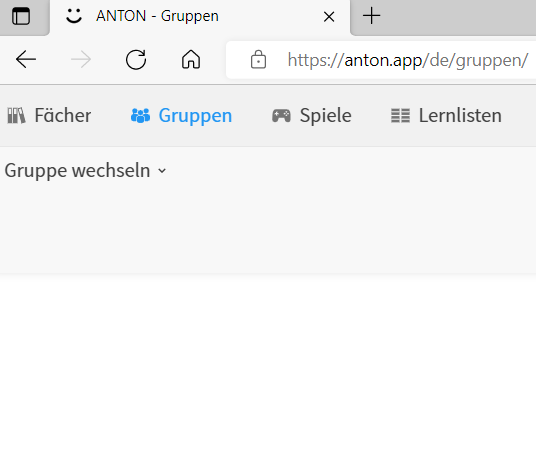 ANTON - Gruppen
https://anton.app/de/gruppen/
Fächer Gruppen Spiele Lernlisten
Gruppe wechseln